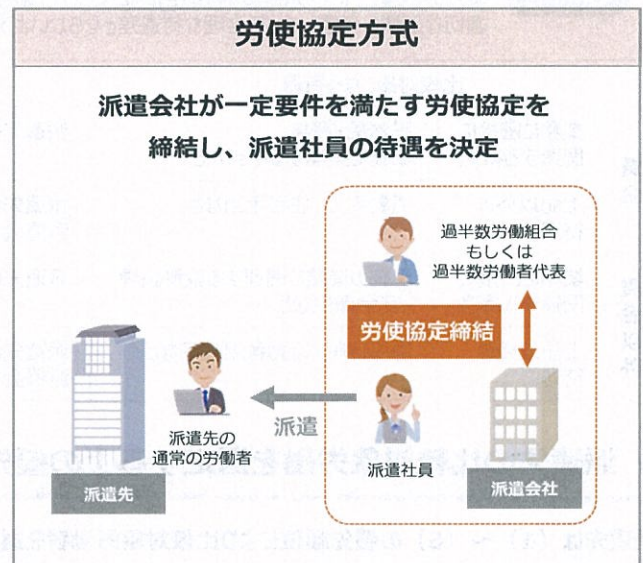 労使協定方式
派遣会社が一定要件を満たす労使協定を
締結し、派遣社員の待遇を決定
過半数労働組合
もしくは
過半数労働者代表
労使協定締結
派遣
派遣先の
通常の労働者
派遣社員
派遣先
派遣会社